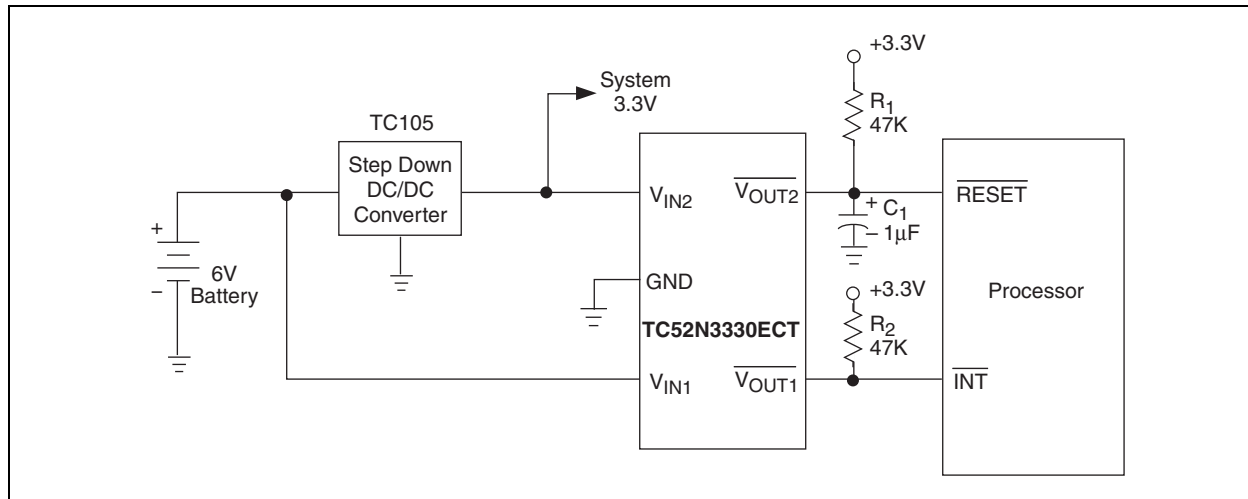 System
3.3V
TC105
Step Down
DC/DC
Converter
+
6V
Battery
–
VIN2
GND
TC52N3330ECT
VIN1
VOUT2
VOUT1
+3.3V
R1
47K
+ C1
– 1μF
+3.3V
R2
47K
RESET
Processor
INT